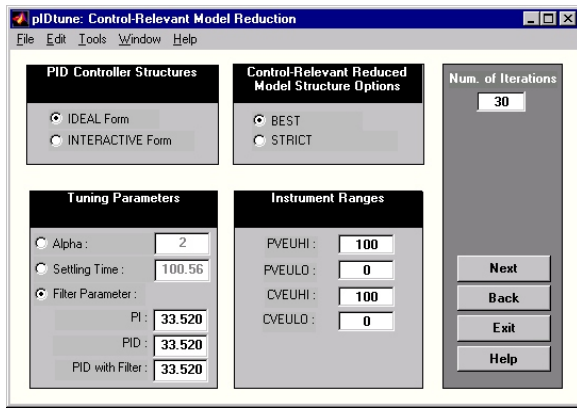 pIDtune: Control-Relevant Model Reduction
File Edit Tools Window Help
PID Controller Structures
IDEAL Form
INTERACTIVE Form
Control-Relevant Reduced
Model Structure Options
BEST
STRICT
Num. of Iterations
30
Tuning Parameters
Alpha : 2
Settling Time : 100.56
Filter Parameter :
PI : 33.520
PID : 33.520
PID with Filter : 33.520
Instrument Ranges
PVEUHI : 100
PVEULO : 0
CVEUHI : 100
CVEULO : 0
Next
Back
Exit
Help